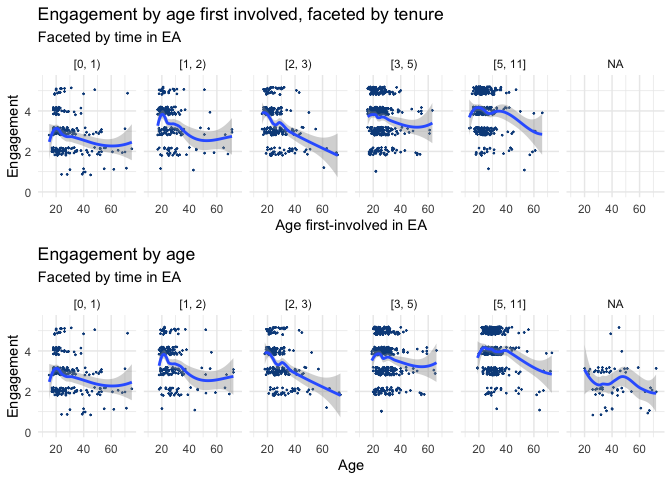 Engagement by age first involved, faceted by tenure
Faceted by time in EA
[0, 1) [1, 2) [2, 3) [3, 5) [5, 11] NA
Engagement
4
2
0
20 40 60 20 40 60 20 40 60 20 40 60 20 40 60 20 40 60
Age first-involved in EA
Engagement by age
Faceted by time in EA
[0, 1) [1, 2) [2, 3) [3, 5) [5, 11] NA
Engagement
4
2
0
20 40 60 20 40 60 20 40 60 20 40 60 20 40 60 20 40 60
Age